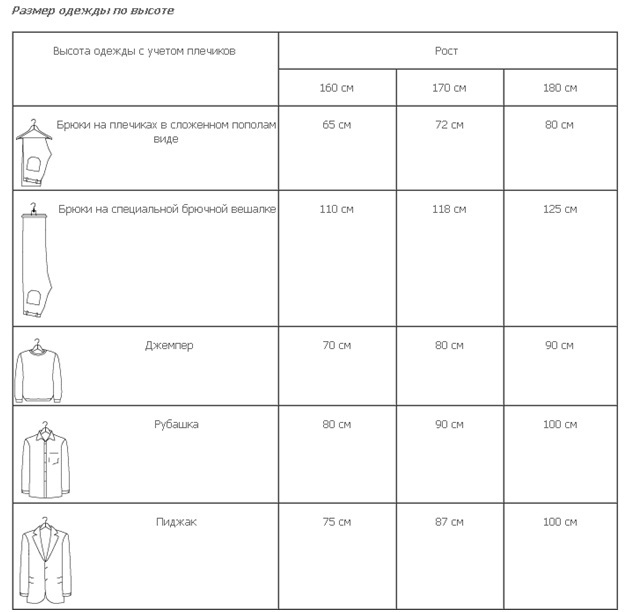 Размер одежды по высоте
Высота одежды с учетом плечиков
Рост
160 см
170 см
180 см
Брюки на плечиках в сложенном пополам
виде
65 см
72 см
80 см
Брюки на специальной брючной вешалке
110 см
118 см
125 см
Джемпер
70 см
80 см
90 см
Рубашка
80 см
90 см
100 см
Пиджак
75 см
87 см
100 см